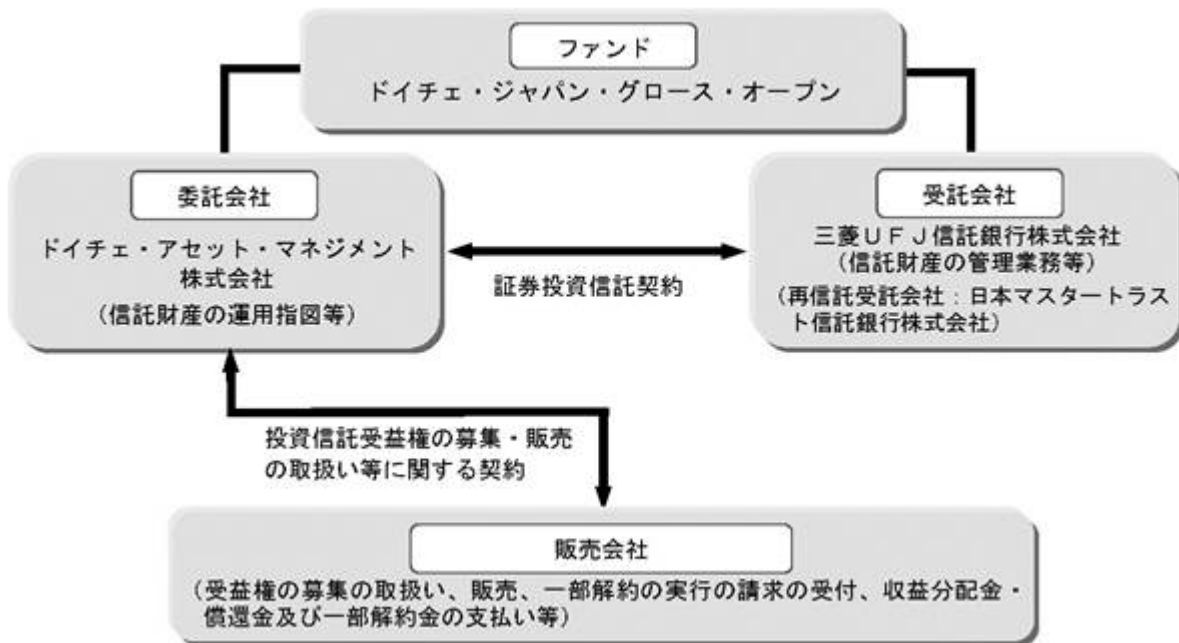 ファンド
ドイチェ・ジャパン・グロース・オープン
委託会社
ドイチェ・アセット・マネジメント
株式会社
(信託財産の運用指図等)
受託会社
三菱UFJ信託銀行株式会社
(信託財産の管理業務等)
(再信託受託会社:日本マスタートラス
ト信託銀行株式会社)
証券投資信託契約
投資信託受益権の募集・販売
の取扱い等に関する契約
販売会社
(受益権の募集の取扱い、販売、一部解約の実行の請求の受付、収益分配金・
償還金及び一部解約金の支払い等)